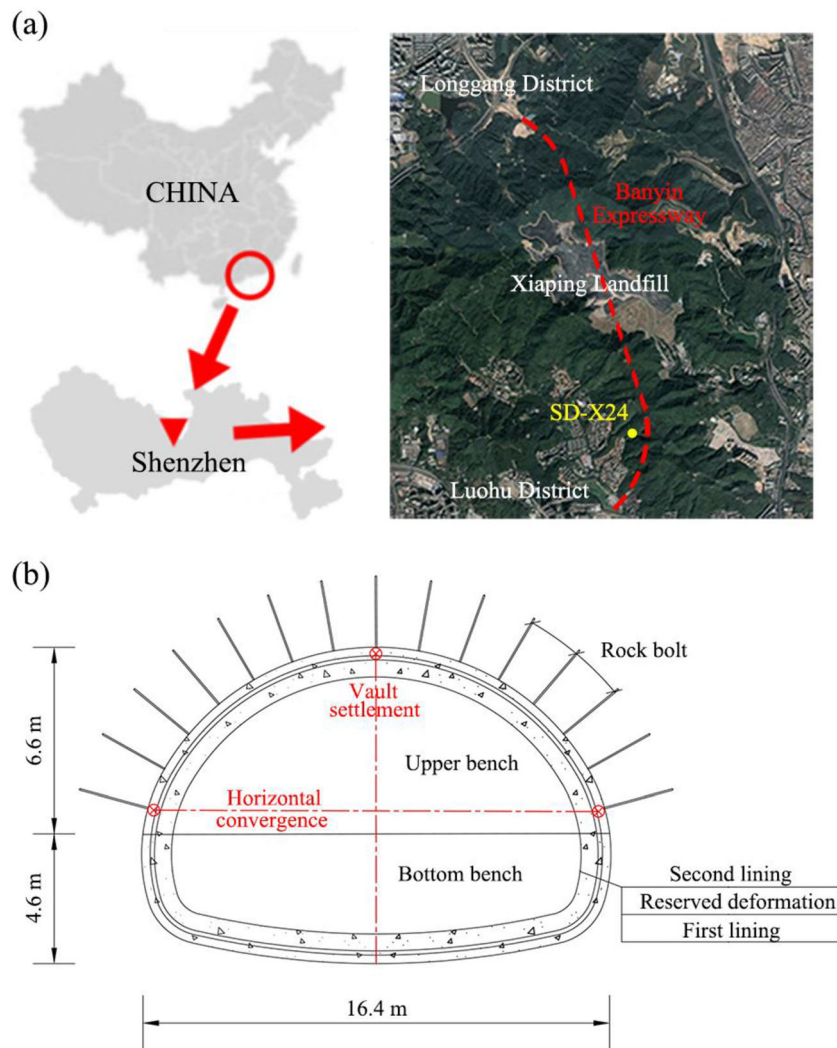 (a)
CHINA
Shenzhen
Longgang District
Banyin
Expressway
Xiaping Landfill
SD-X24
Luohu District
(b)
Rock bolt
Vault
settlement
6.6 m
Upper bench
Horizontal
convergence
4.6 m
Bottom bench
Second lining
Reserved deformation
First lining
16.4 m